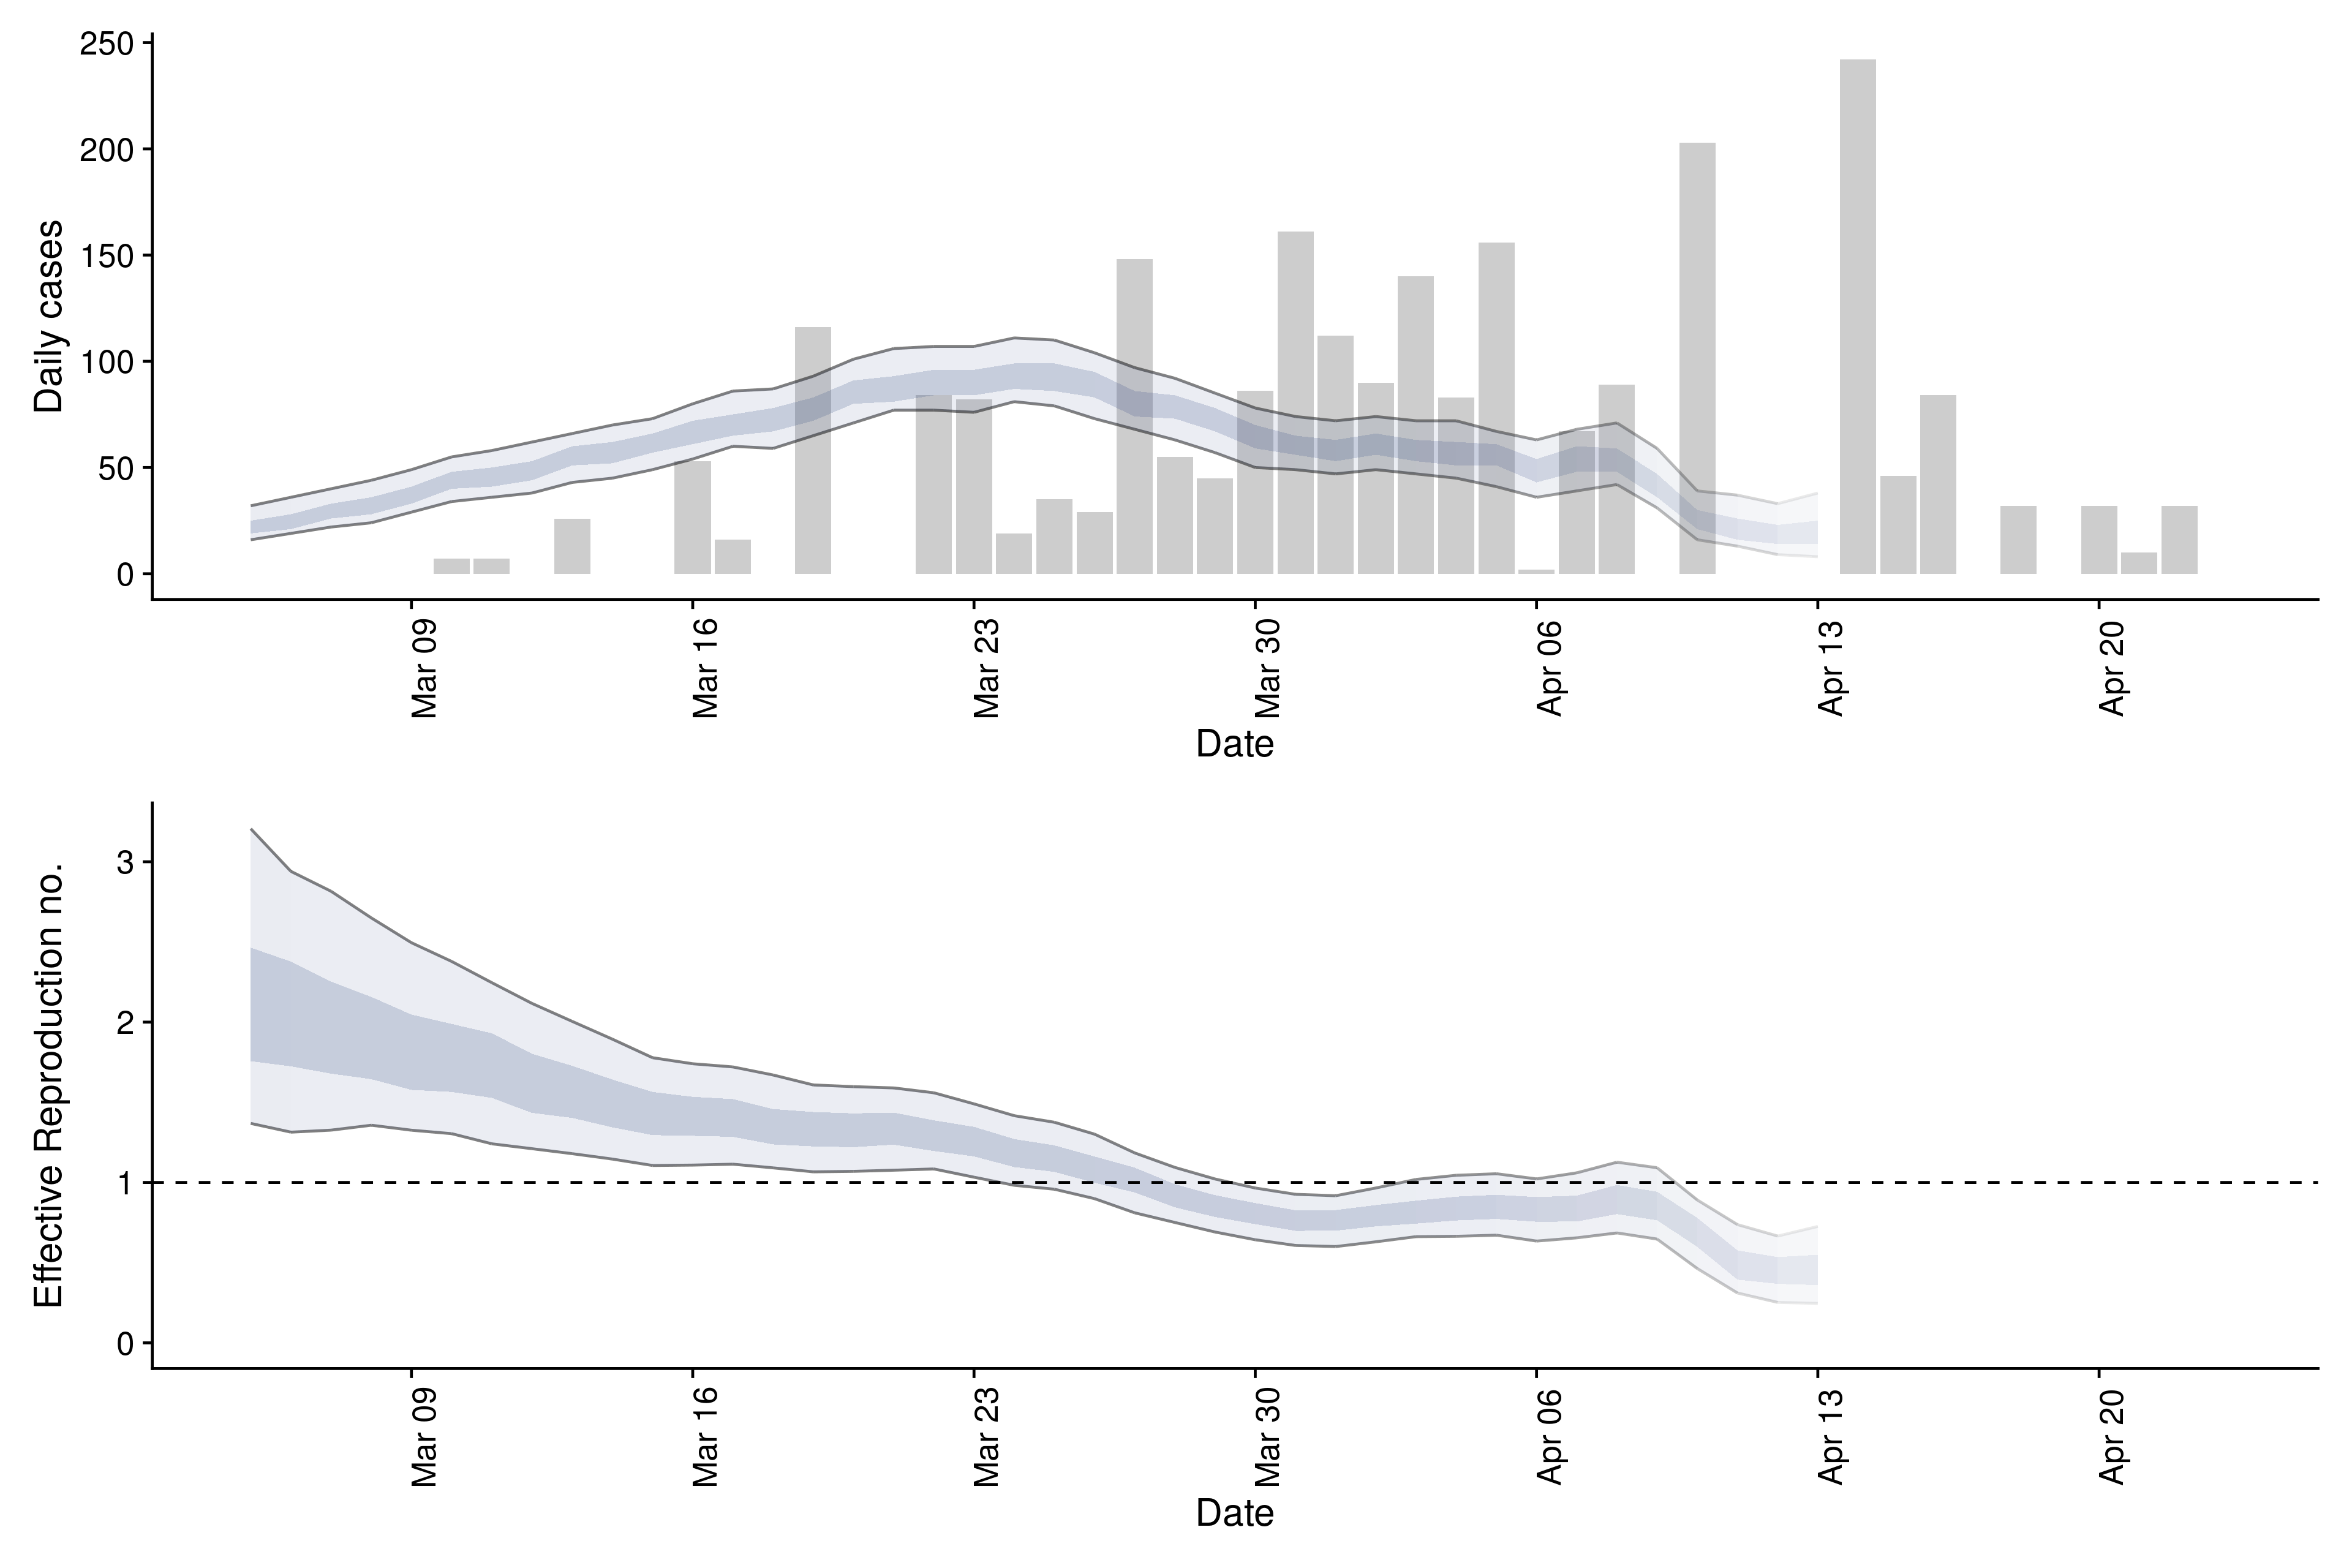 250
200
150
100
50
0
Daily cases
Mar 09
Mar 16
Mar 23
Mar 30
Apr 06
Apr 13
Apr 20
Date
3
2
1
0
Effective Reproduction no.
Mar 09
Mar 16
Mar 23
Mar 30
Apr 06
Apr 13
Apr 20
Date